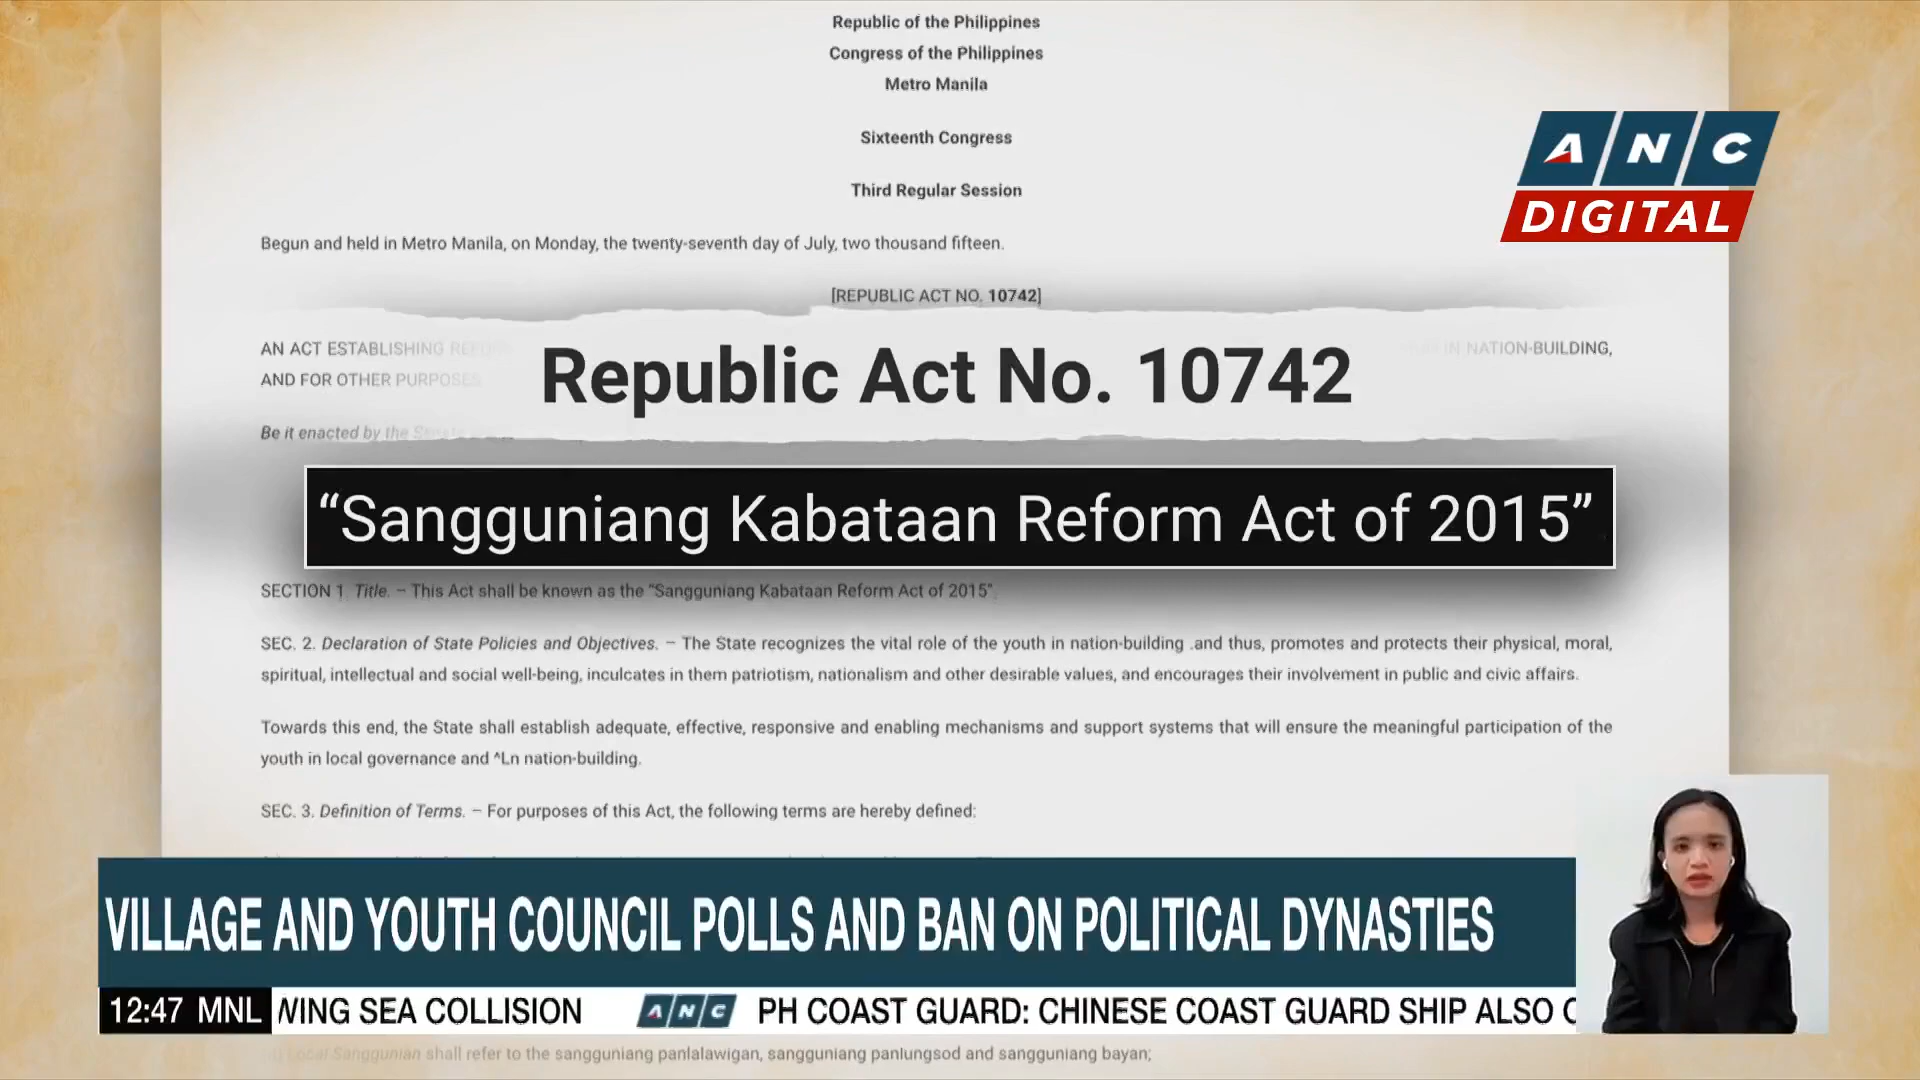 Republic of the Philippines
Congress of the Philippines
Metro Manila
Sixteenth Congress
Third Regular Session
ANC
DIGITAL
Begun and held in Metro Manila, on Monday, the twenty-seventh day of July, two thousand fifteen.
[REPUBLIC ACT NO. 10742]
AN ACT ESTABLISHING IN NATION-BUILDING,
AND FOR OTHER PURPOSES
Republic Act No. 10742
Be it enacted by the Senate
“Sangguniang Kabataan Reform Act of 2015”
SECTION 1. Title. – This Act shall be known as the “Sangguniang Kabataan Reform Act of 2015”.
SEC. 2. Declaration of State Policies and Objectives. – The State recognizes the vital role of the youth in nation-building .and thus, promotes and protects their physical, moral,
spiritual, intellectual and social well-being, inculcates in them patriotism, nationalism and other desirable values, and encourages their involvement in public and civic affairs.
Towards this end, the State shall establish adequate, effective, responsive and enabling mechanisms and support systems that will ensure the meaningful participation of the
youth in local governance and ^Ln nation-building.
SEC. 3. Definition of Terms. – For purposes of this Act, the following terms are hereby defined:
VILLAGE AND YOUTH COUNCIL POLLS AND BAN ON POLITICAL DYNASTIES
12:47 MNL WING SEA COLLISION ANC PH COAST GUARD: CHINESE COAST GUARD SHIP ALSO
Local Sanggunian shall refer to the sangguniang panlalawigan, sangguniang panlungsod and sangguniang bayan;